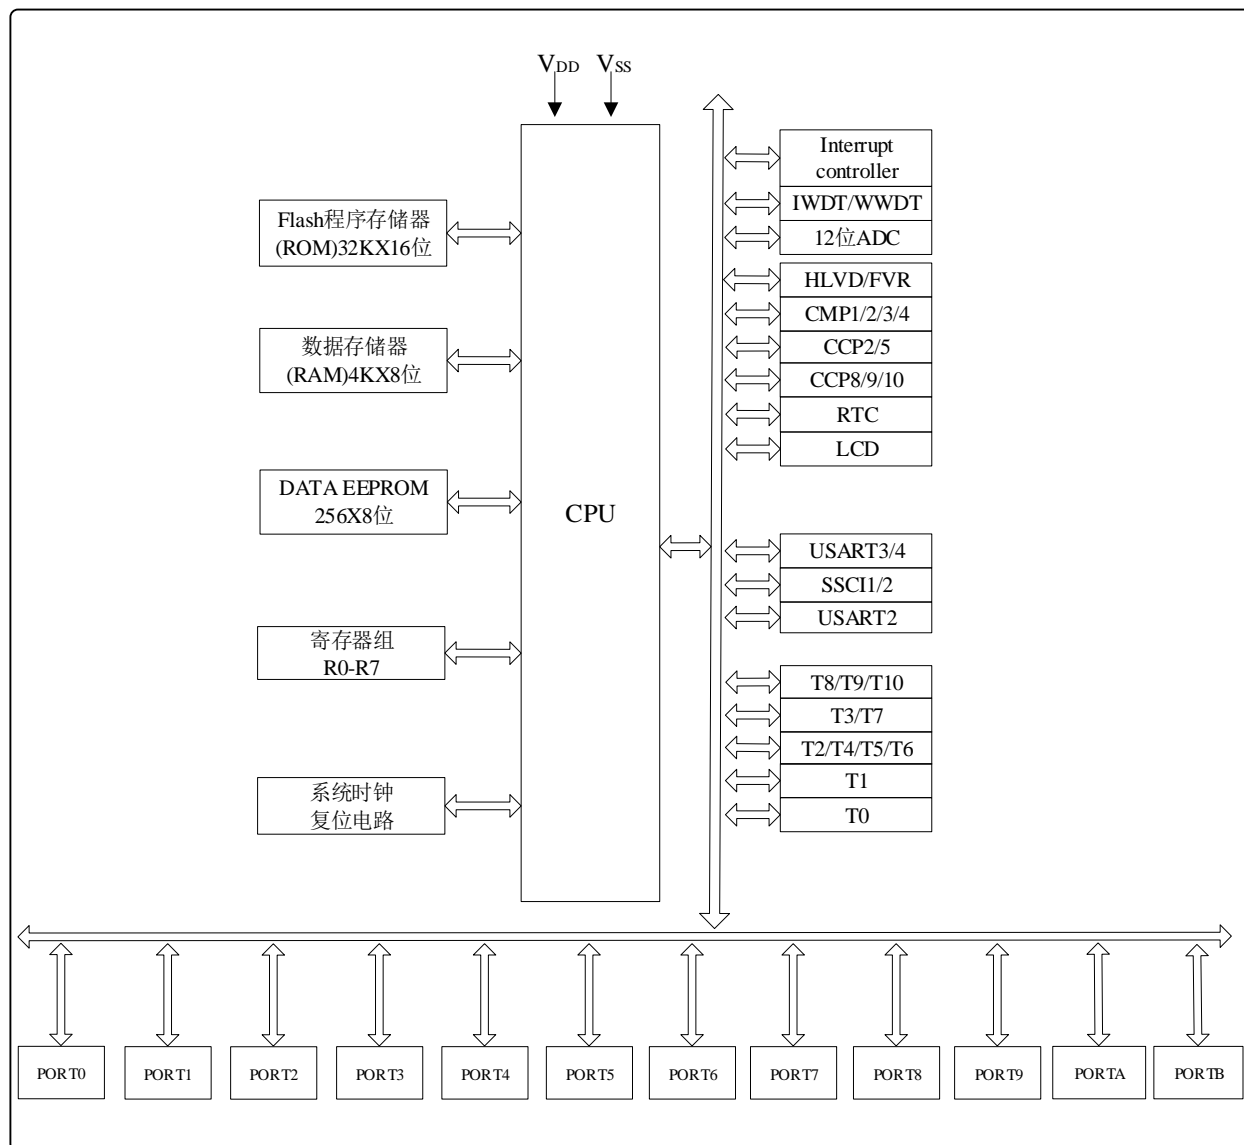 VDD
VSS
Flash程序存储器
(ROM)32KX16位
数据存储器
(RAM)4KX8位
DATA EEPROM
256X8位
寄存器组
R0-R7
系统时钟
复位电路
CPU
Interrupt
controller
IWDT/WWDT
12位ADC
HLVD/FVR
CMP1/2/3/4
CCP2/5
CCP8/9/10
RTC
LCD
USART3/4
SSCI1/2
USART2
T8/T9/T10
T3/T7
T2/T4/T5/T6
T1
T0
PORT0
PORT1
PORT2
PORT3
PORT4
PORT5
PORT6
PORT7
PORT8
PORT9
PORTA
PORTB